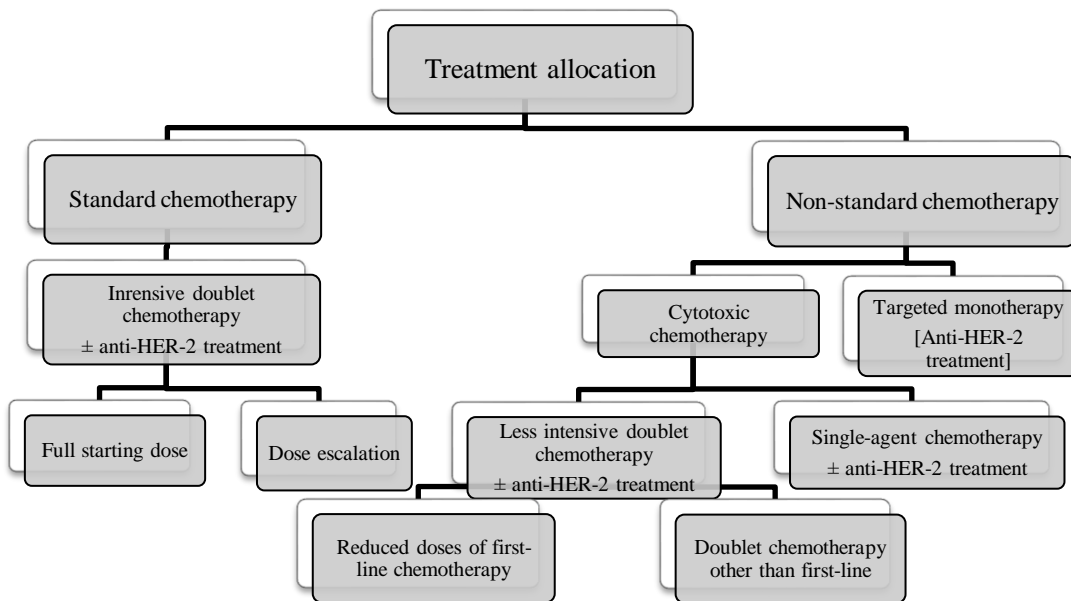 Treatment allocation
Standard chemotherapy
Non-standard chemotherapy
Inrensive doublet
chemotherapy
± anti-HER-2 treatment
Cytotoxic
chemotherapy
Targeted monotherapy
[Anti-HER-2
treatment]
Full starting dose
Dose escalation
Less intensive doublet
chemotherapy
± anti-HER-2 treatment
Single-agent chemotherapy
± anti-HER-2 treatment
Reduced doses of first-
line chemotherapy
Doublet chemotherapy
other than first-line